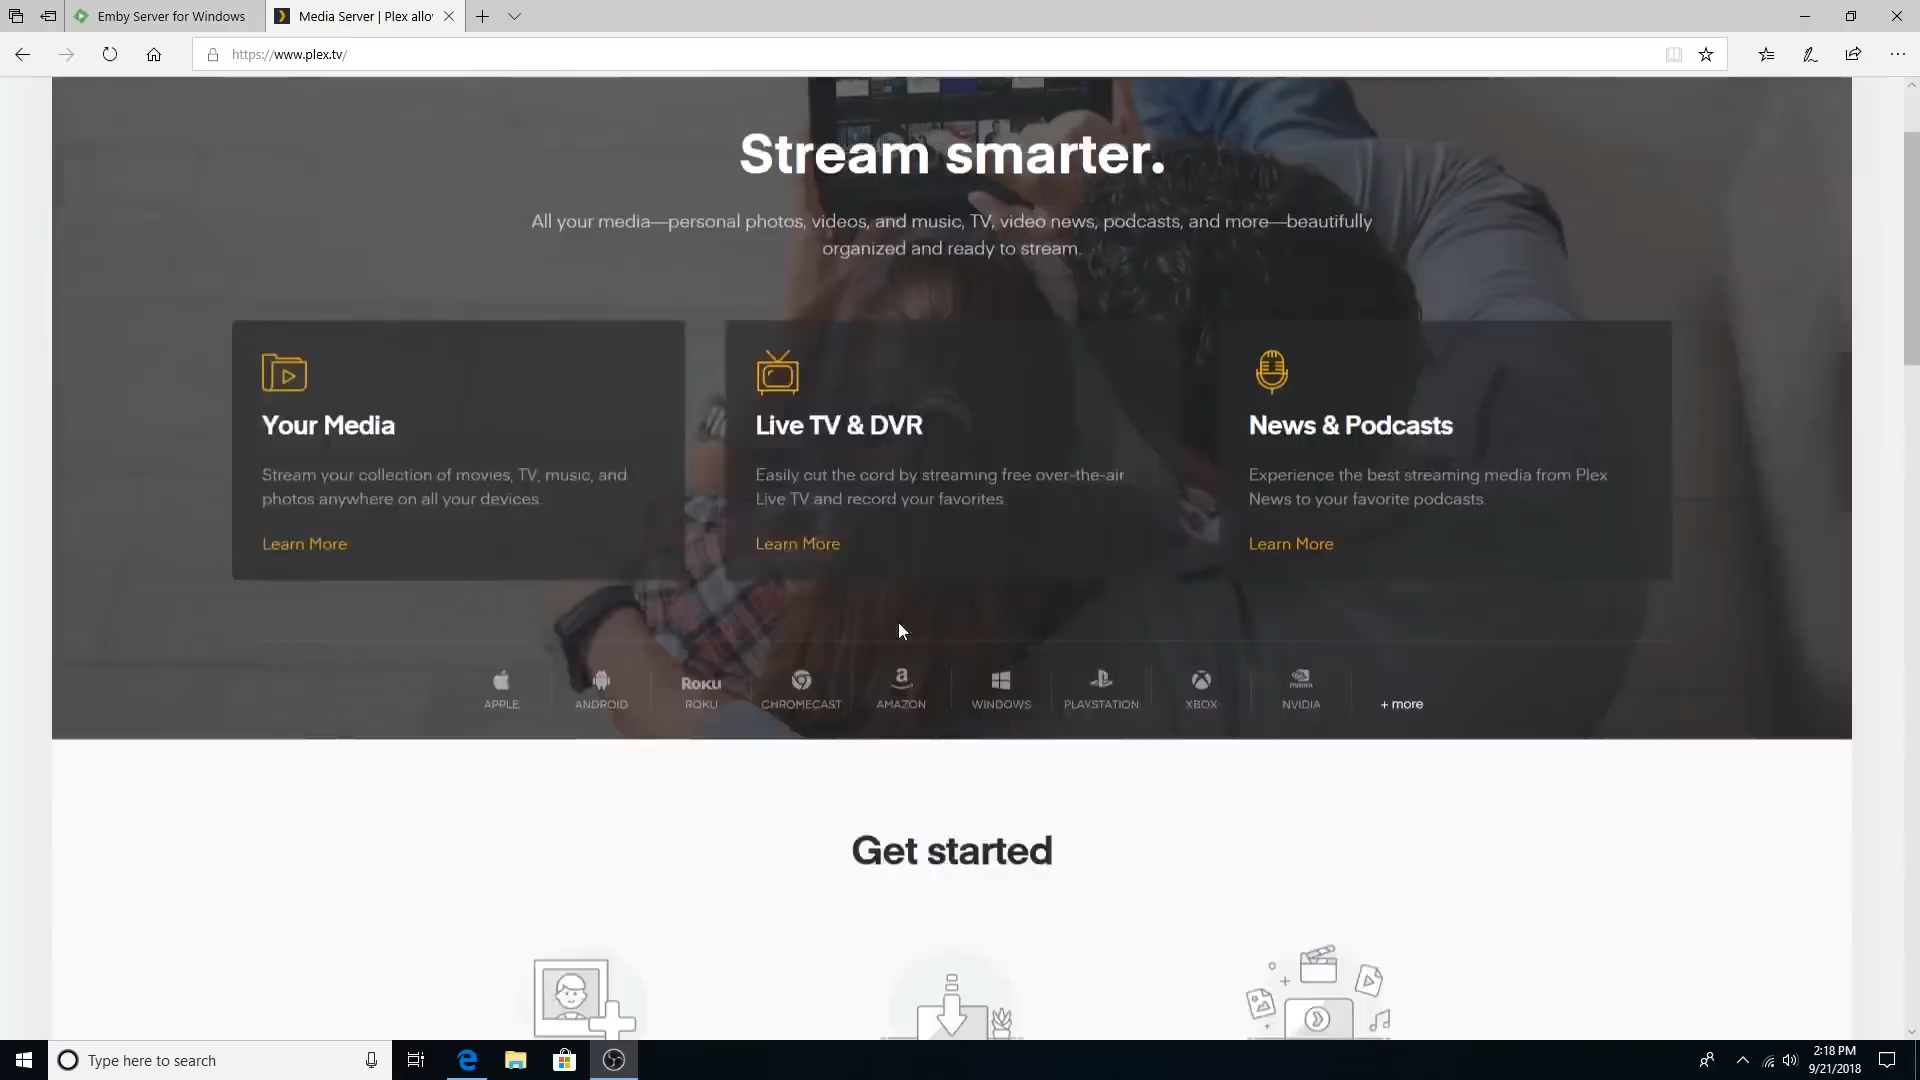 Emby Server for Windows
Media Server | Plex allo
https://www.plex.tv/
Stream smarter.
All your media—personal photos, videos, and music, TV, video news, podcasts, and more—beautifully
organized and ready to stream.
Your Media
Stream your collection of movies, TV, music, and
photos anywhere on all your devices.
Learn More
Live TV & DVR
Easily cut the cord by streaming free over-the-air
Live TV and record your favorites.
Learn More
News & Podcasts
Experience the best streaming media from Plex
News to your favorite podcasts.
Learn More
ROKU
a
NVIDIA
APPLE
ANDROID
ROKU
CHROMECAST
AMAZON
WINDOWS
PLAYSTATION
XBOX
NVIDIA
+ more
Get started
Type here to search
2:18 PM
9/21/2018